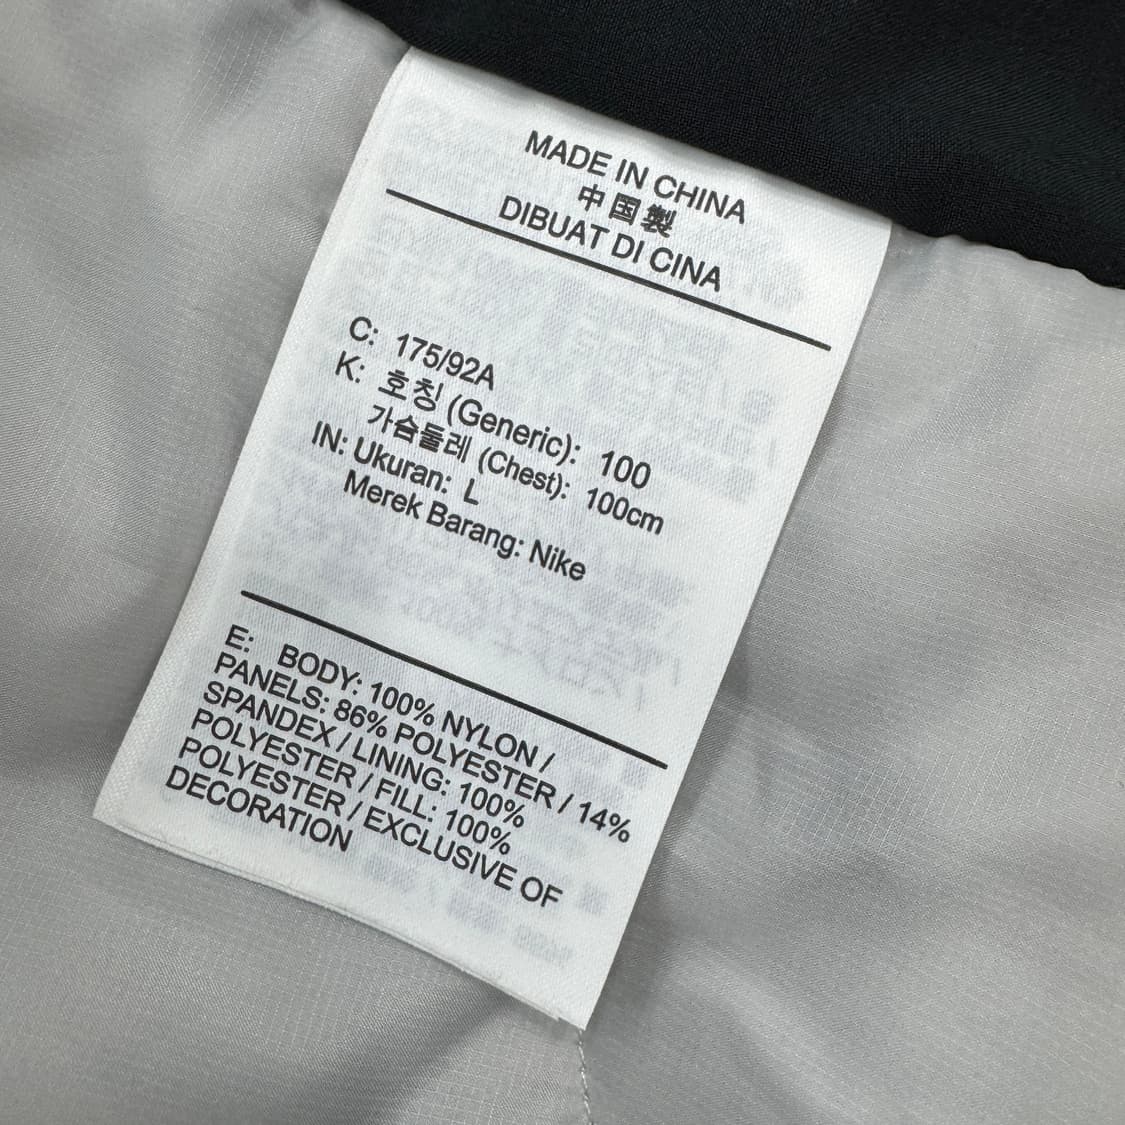 MADE IN CHINA
中国製
DIBUAT DI CINA
C: 175/92A
K: 호칭 (Generic): 100
가슴둘레 (Chest): 100cm
IN: Ukuran: L
Merek Barang: Nike
E: BODY: 100% NYLON /
PANELS: 86% POLYESTER / 14%
SPANDEX / LINING: 100%
POLYESTER / FILL: 100%
POLYESTER / EXCLUSIVE OF
DECORATION